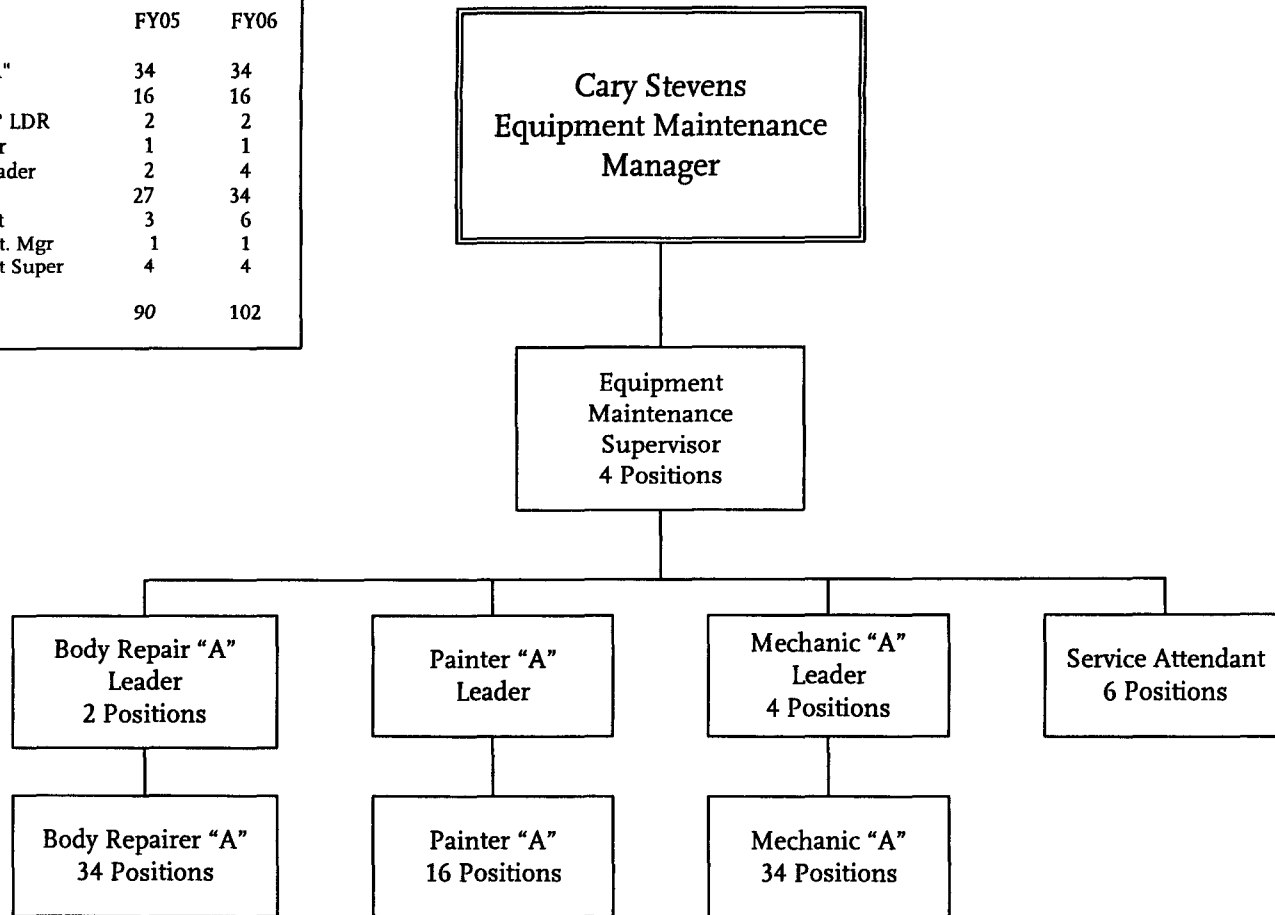 FY05 FY06
34 34
16 16
LDR 2 2
1 1
2 4
27 34
3 6
Mgr 1 1
Super 4 4
90 102
Cary Stevens
Equipment Maintenance
Manager
Equipment
Maintenance
Supervisor
4 Positions
Body Repair “A”
Leader
2 Positions
Painter “A”
Leader
Mechanic “A”
Leader
4 Positions
Service Attendant
6 Positions
Body Repairer “A”
34 Positions
Painter “A”
16 Positions
Mechanic “A”
34 Positions